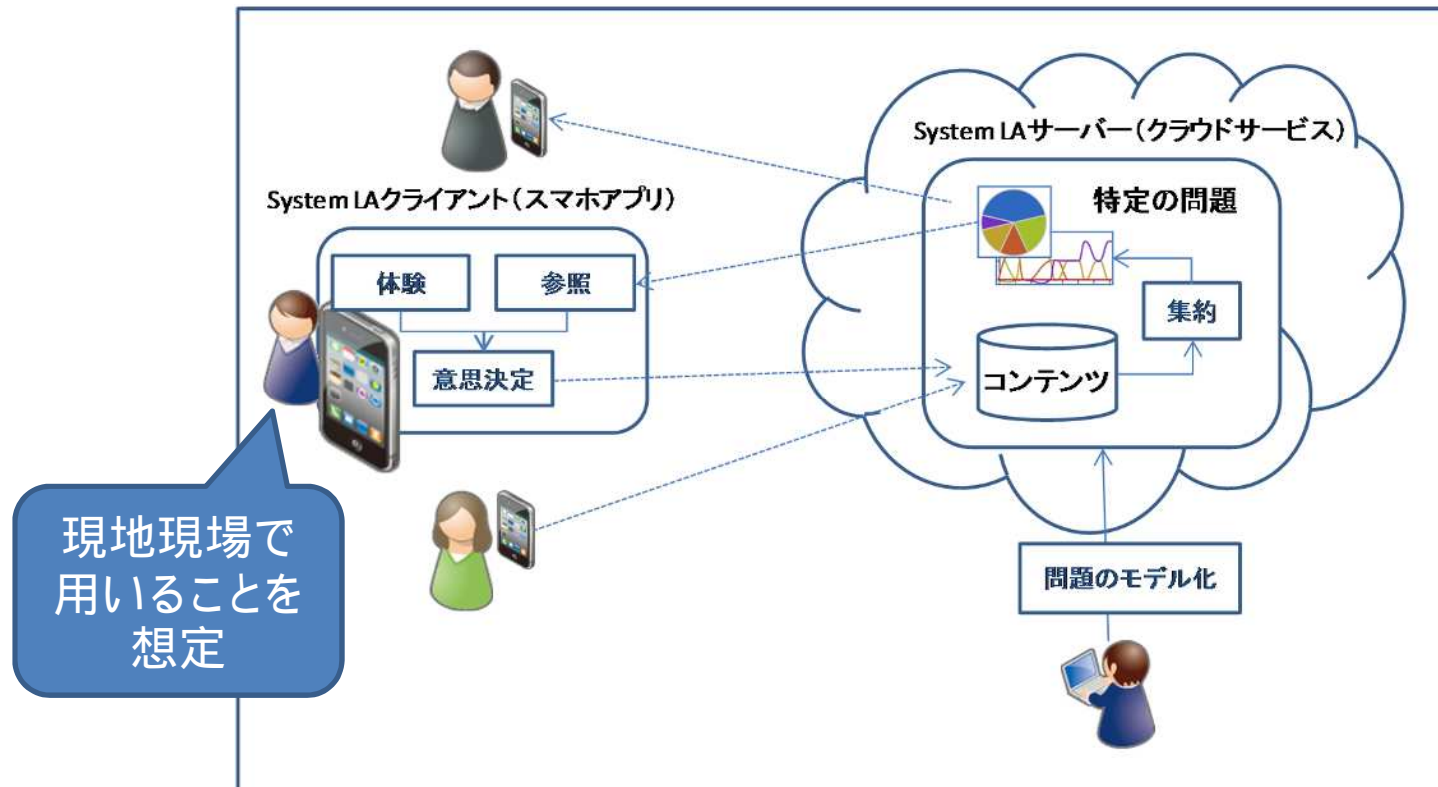 System LAサーバー（クラウドサービス）
特定の問題
System LAクライアント（スマホアプリ）
体験
参照
集約
意思決定
コンテンツ
現地現場で
用いることを
想定
問題のモデル化